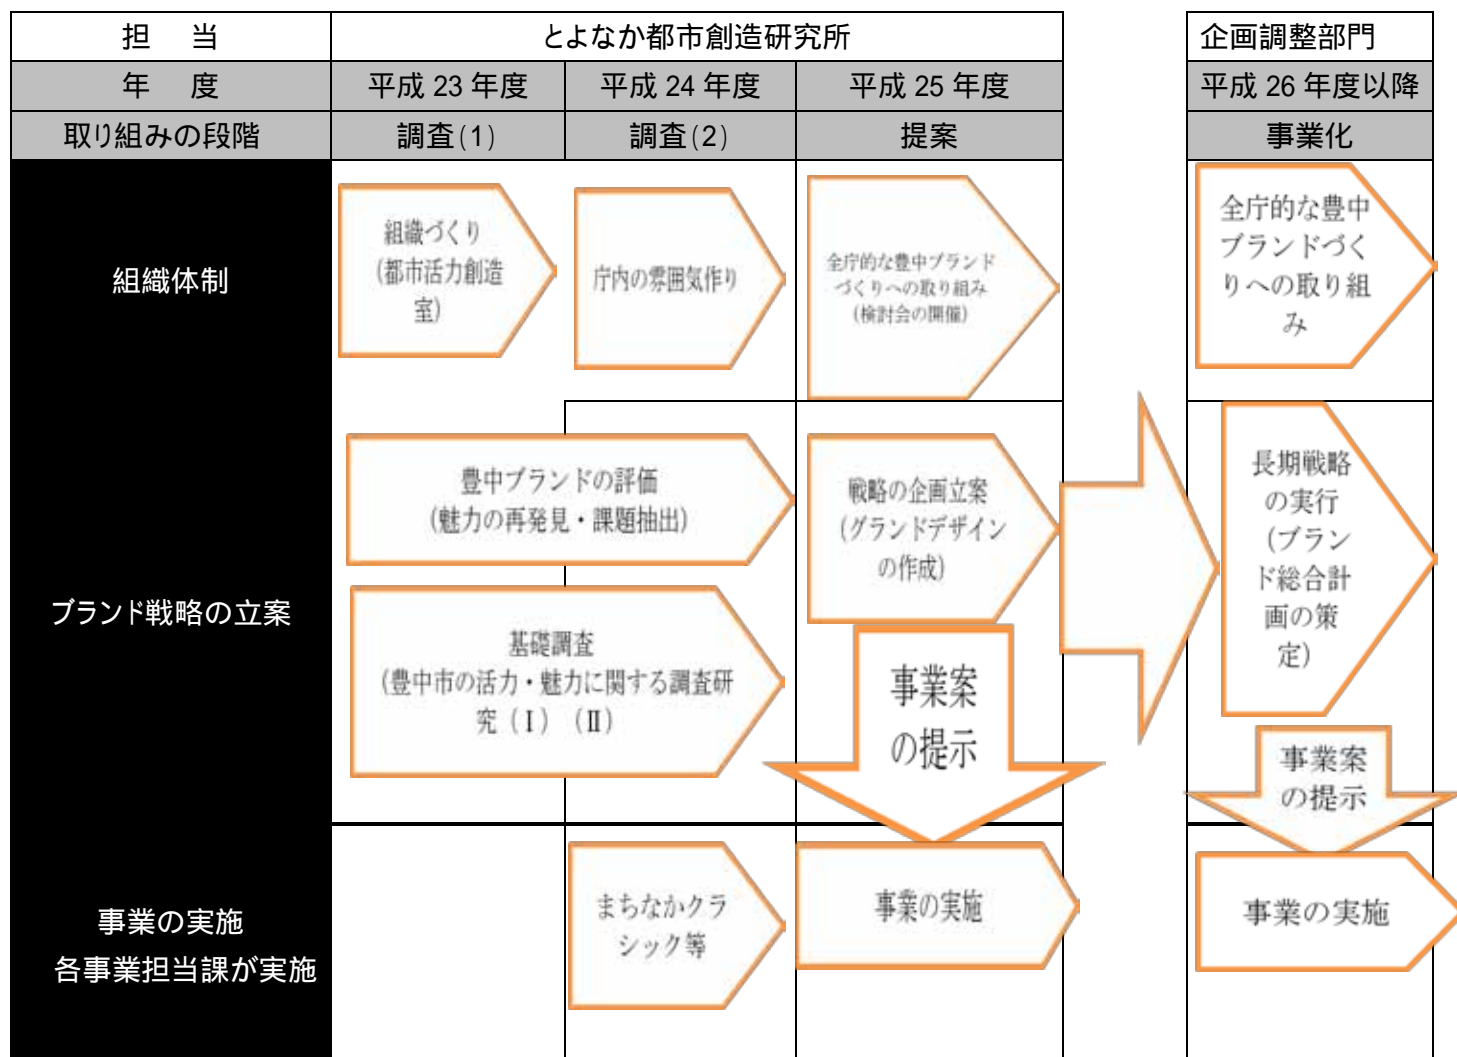 担　当
とよなか都市創造研究所
企画調整部門
年　度
平成 23 年度
平成 24 年度
平成 25 年度
平成 26 年度以降
取り組みの段階
調査(1)
調査(2)
提案
事業化
組織体制
組織づくり
(都市活力創造
室)
庁内の雰囲気作り
全庁的な豊中ブランド
づくりへの取り組み
(検討会の開催)
全庁的な豊中
ブランドづく
りへの取り組
み
ブランド戦略の立案
豊中ブランドの評価
(魅力の再発見・課題抽出)
戦略の企画立案
(グランドデザイン
の作成)
長期戦略
の実行
(ブラン
ド総合計
画の策
定)
基礎調査
(豊中市の活力・魅力に関する調査研
究（Ⅰ）（Ⅱ）
事業案
の提示
事業案
の提示
事業の実施
各事業担当課が実施
まちなかクラ
シック等
事業の実施
事業の実施